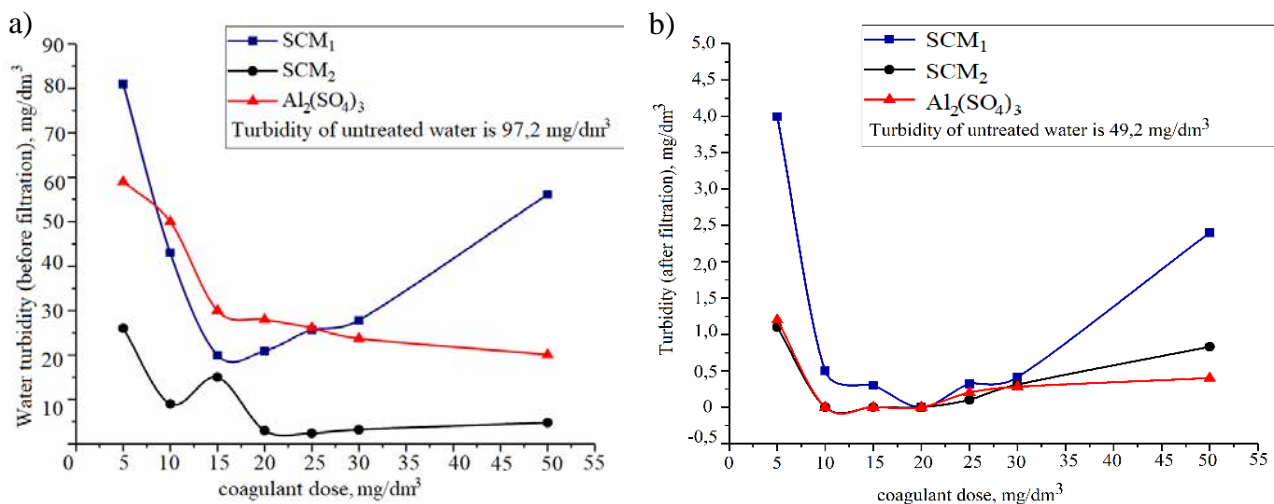 a)
SCM₁
SCM₂
Al₂(SO₄)₃
Turbidity of untreated water is 97,2 mg/dm³
Water turbidity (before filtration), mg/dm³
90
80
70
60
50
40
30
20
10
0 5 10 15 20 25 30 35 40 45 50 55
coagulant dose, mg/dm³
b)
SCM₁
SCM₂
Al₂(SO₄)₃
Turbidity of untreated water is 49,2 mg/dm³
Turbidity (after filtration), mg/dm³
5,0
4,5
4,0
3,5
3,0
2,5
2,0
1,5
1,0
0,5
0
-0,5
0 5 10 15 20 25 30 35 40 45 50 55
coagulant dose, mg/dm³